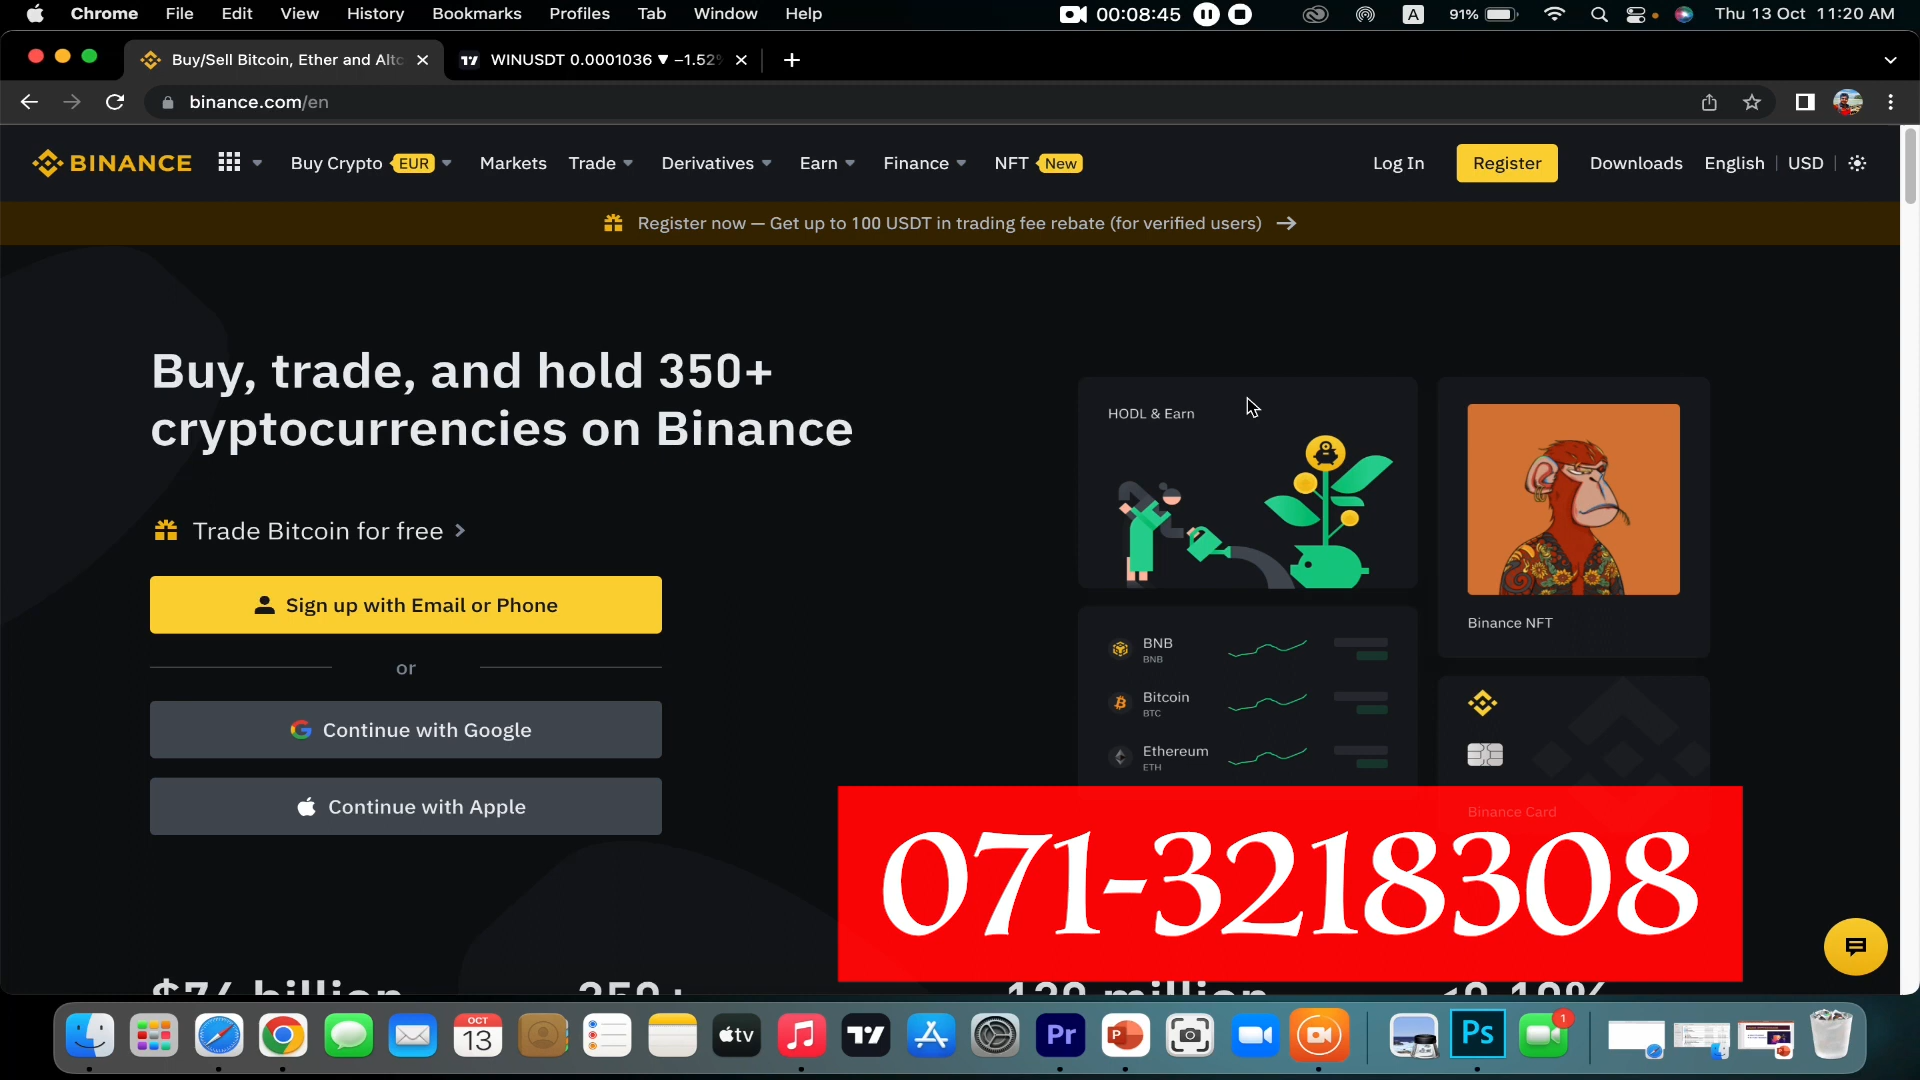 Chrome File Edit View History Bookmarks Profiles Tab Window Help 00:08:45 A 91% Thu 13 Oct 11:20 AM
Buy/Sell Bitcoin, Ether and Altc WINUSDT 0.0001036 ▼ −1.52%
binance.com/en
BINANCE Buy Crypto EUR Markets Trade Derivatives Earn Finance NFT New Log In Register Downloads English USD
Register now — Get up to 100 USDT in trading fee rebate (for verified users) →
Buy, trade, and hold 350+
cryptocurrencies on Binance
Trade Bitcoin for free >
Sign up with Email or Phone
or
Continue with Google
Continue with Apple
HODL & Earn
BNB
BNB
Bitcoin
BTC
Ethereum
ETH
Binance NFT
Binance Card
071-3218308
$76 billion 350+
OCT
13
tv
Pr
P
Ps
1